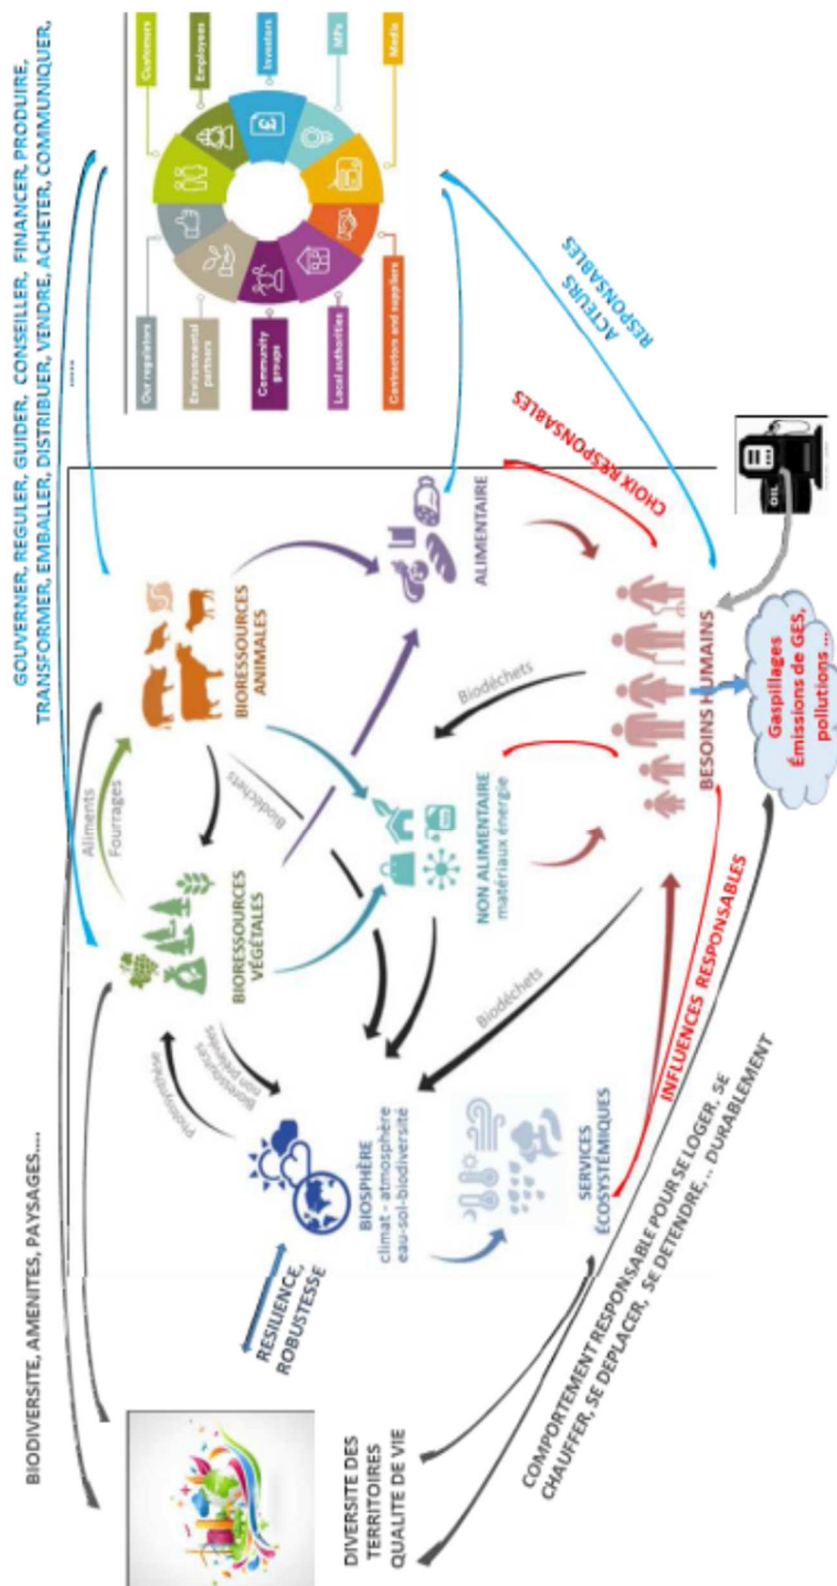 BIODIVERSITE, AMENITES, PAYSAGES....
GOUVERNER, REGULER, GUIDER, CONSEILLER, FINANCER, PRODUIRE,
TRANSFORMER, EMBALLER, DISTRIBUER, VENDRE, ACHETER, COMMUNIQUER,
.....
Our regulators
Environmental
partners
Community
groups
Local authorities
Contractors and suppliers
Customers
Employees
Investors
MPs
Media
Aliments
Fourrages
BIORESSOURCES
VÉGÉTALES
BIORESSOURCES
ANIMALES
Photosynthèse
Bioressources
non prélevées
Biodéchets
RESILIENCE,
ROBUSTESSE
BIOSPHÈRE
climat - atmosphère
eau-sol-biodiversité
NON ALIMENTAIRE
matériaux énergie
ALIMENTAIRE
Biodéchets
Biodéchets
SERVICES
ÉCOSYSTÉMIQUES
BESOINS HUMAINS
CHOIX RESPONSABLES
ACTEURS
RESPONSABLES
INFLUENCES RESPONSABLES
DIVERSITE DES
TERRITOIRES
QUALITE DE VIE
COMPORTEMENT RESPONSABLE POUR SE LOGER, SE
CHAUFFER, SE DEPLACER, SE DETENDRE, .. DURABLEMENT
Gaspillages
Émissions de GES,
pollutions ...
OIL